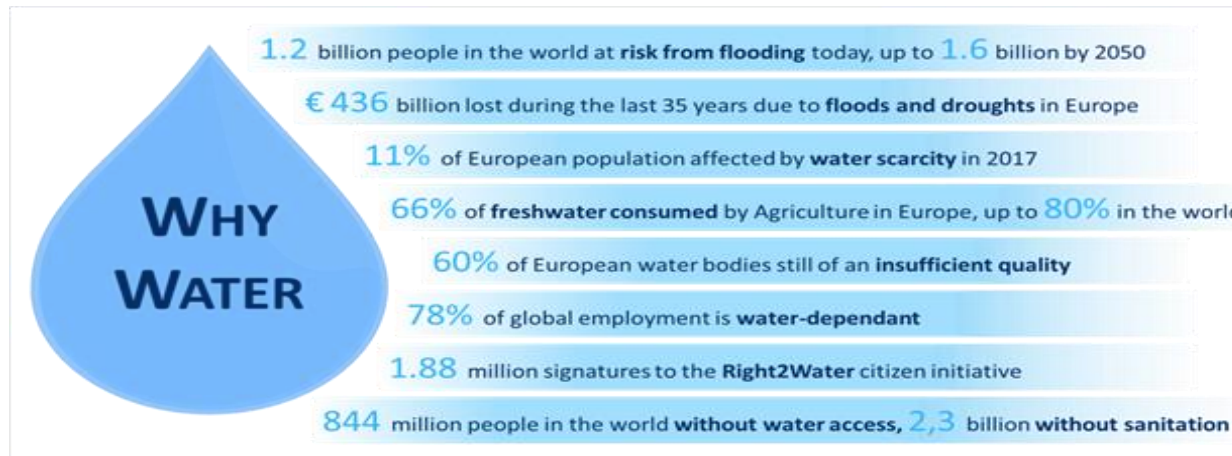 WHY
WATER
1.2 billion people in the world at risk from flooding today, up to 1.6 billion by 2050
€ 436 billion lost during the last 35 years due to floods and droughts in Europe
11% of European population affected by water scarcity in 2017
66% of freshwater consumed by Agriculture in Europe, up to 80% in the worl
60% of European water bodies still of an insufficient quality
78% of global employment is water-dependant
1.88 million signatures to the Right2Water citizen initiative
844 million people in the world without water access, 2,3 billion without sanitation